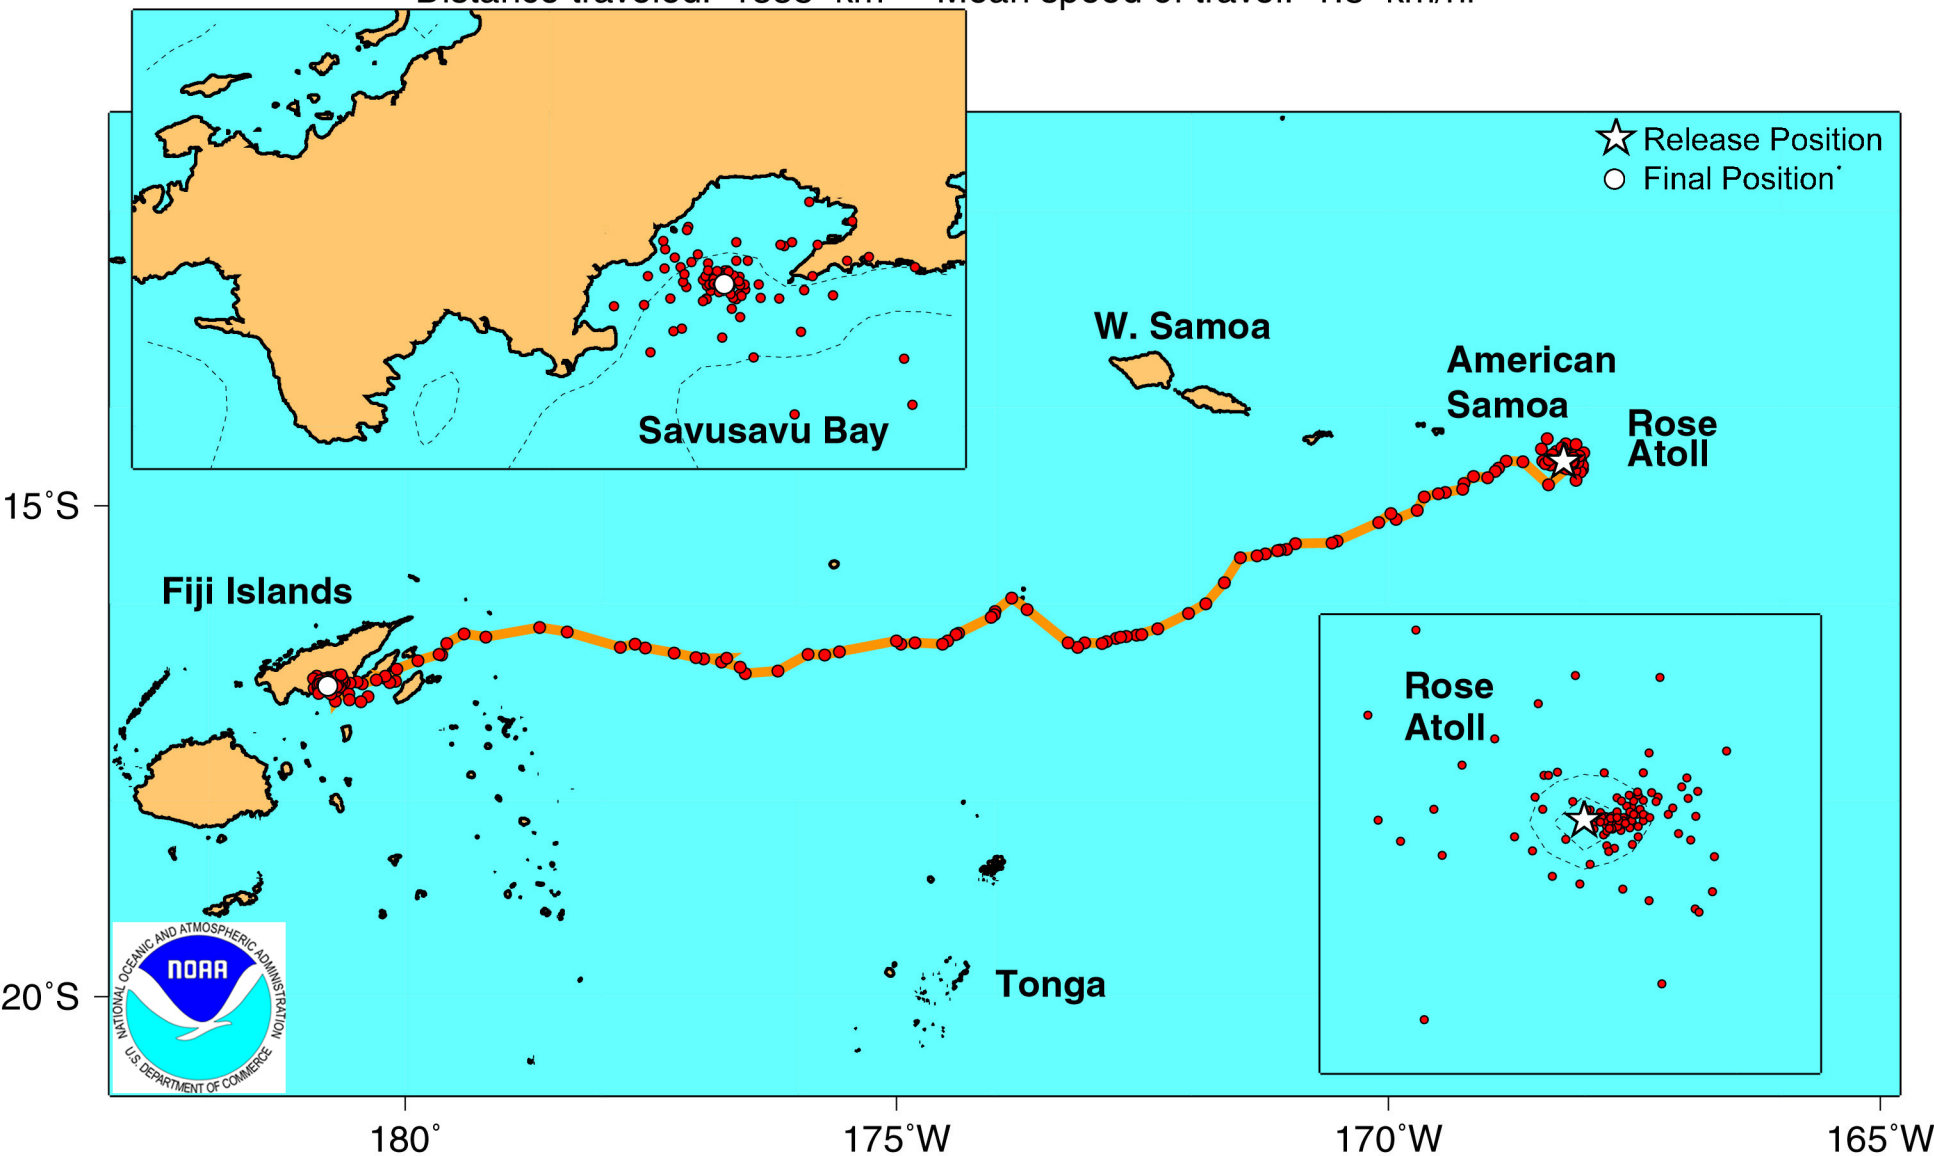 Release Position
Final Position
Savusavu Bay
W. Samoa
American
Samoa
Rose
Atoll
15°S
Fiji Islands
Rose
Atoll
Tonga
20°S
NATIONAL OCEANIC AND ATMOSPHERIC ADMINISTRATION
NOAA
U.S. DEPARTMENT OF COMMERCE
180°
175°W
170°W
165°W